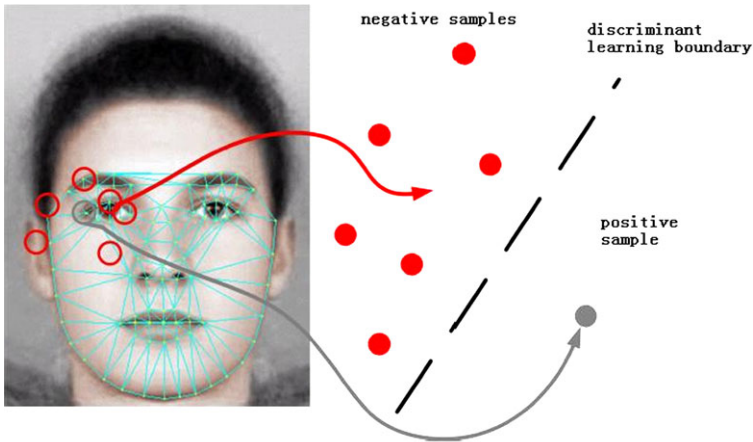 negative samples
discriminant
learning boundary
positive
sample